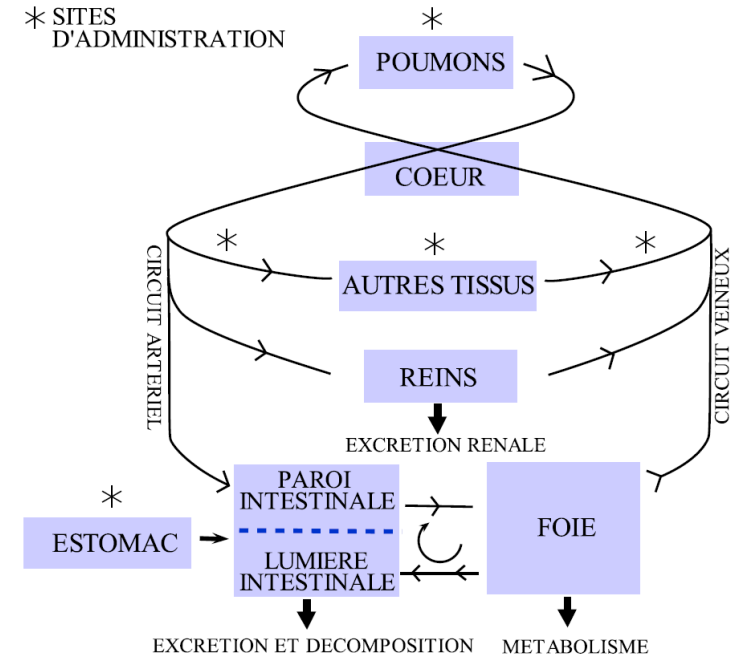 * SITES
D'ADMINISTRATION
*
POUMONS
COEUR
*
*
*
CIRCUIT ARTERIEL
AUTRES TISSUS
CIRCUIT VEINEUX
REINS
EXCRETION RENALE
*
ESTOMAC
PAROI
INTESTINALE
LUMIERE
INTESTINALE
FOIE
EXCRETION ET DECOMPOSITION
METABOLISME